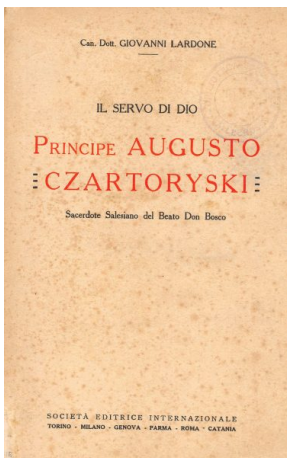 Can. Dott. GIOVANNI LARDONE
IL SERVO DI DIO
PRINCIPE AUGUSTO
CZARTORYSKI
Sacerdote Salesiano del Beato Don Bosco
SOCIETÀ EDITRICE INTERNAZIONALE
TORINO - MILANO - GENOVA - PARMA - ROMA - CATANIA